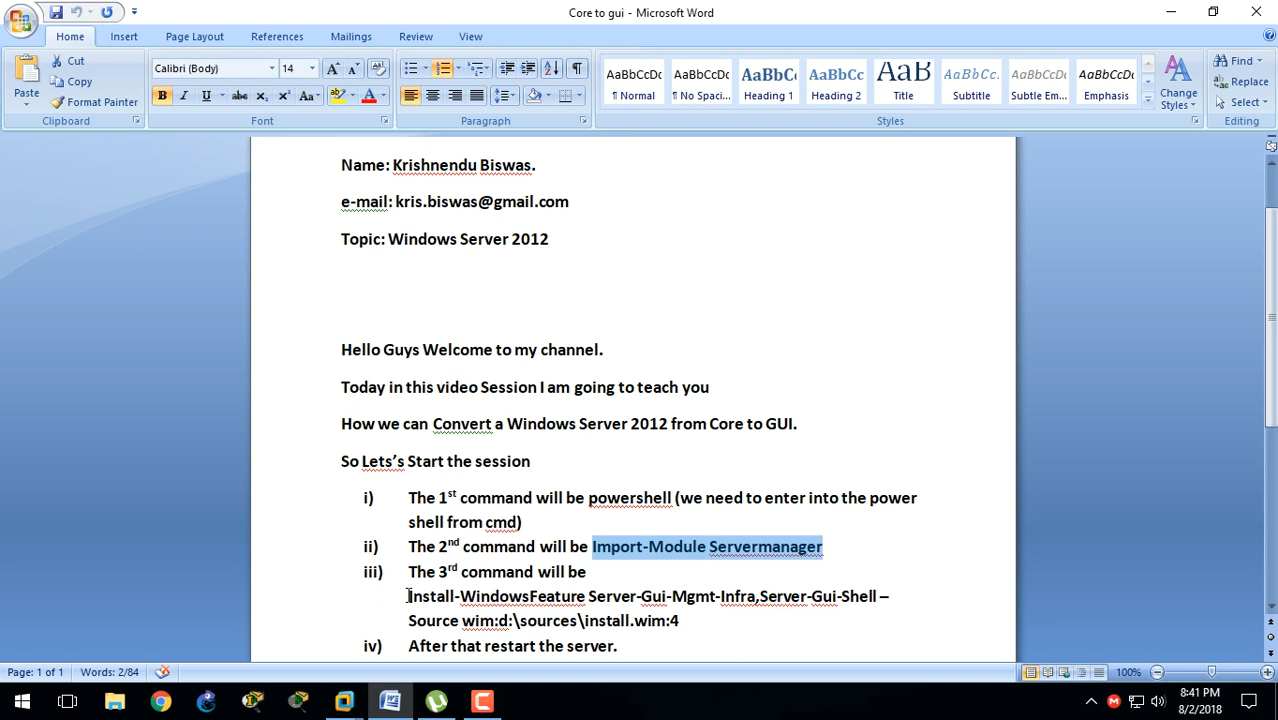 Core to gui - Microsoft Word
Home Insert Page Layout References Mailings Review View
Paste
Cut
Copy
Format Painter
Clipboard
Calibri (Body) 14
Font
Paragraph
AaBbCcDc AaBbCcDc AaBbCc AaBbCc AaB AaBbCc. AaBbCcDc AaBbCcDc
¶ Normal ¶ No Spaci... Heading 1 Heading 2 Title Subtitle Subtle Em... Emphasis
Change Styles
Styles
Find
Replace
Select
Editing
Name: Krishnendu Biswas.
e-mail: kris.biswas@gmail.com
Topic: Windows Server 2012
Hello Guys Welcome to my channel.
Today in this video Session I am going to teach you
How we can Convert a Windows Server 2012 from Core to GUI.
So Lets’s Start the session
i) The 1st command will be powershell (we need to enter into the power
shell from cmd)
ii) The 2nd command will be Import-Module Servermanager
iii) The 3rd command will be
Install-WindowsFeature Server-Gui-Mgmt-Infra,Server-Gui-Shell –
Source wim:d:\sources\install.wim:4
iv) After that restart the server.
Page: 1 of 1 Words: 2/84 100%
8:41 PM
8/2/2018